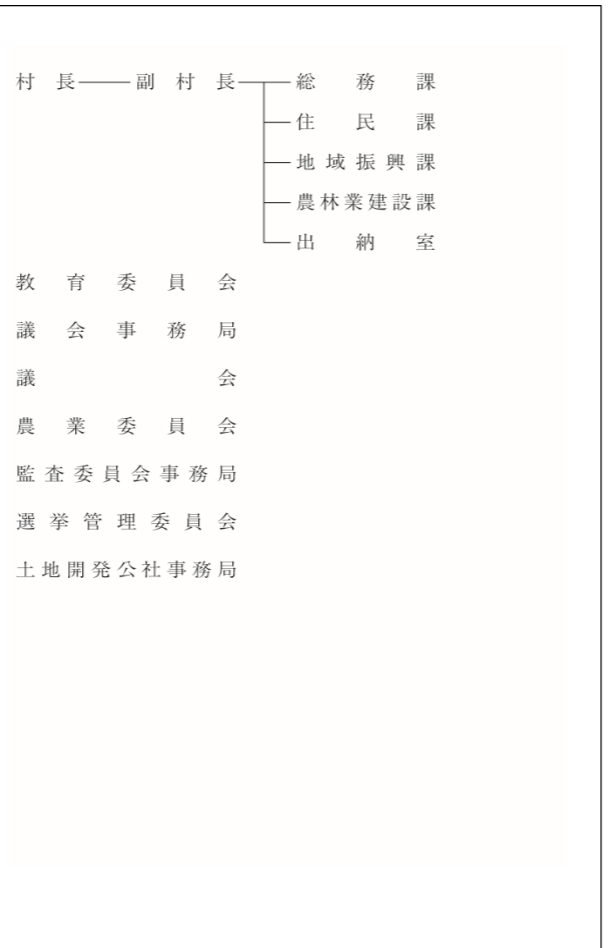 村長 副村長 総務課
住民課
地域振興課
農林業建設課
出納室
教育委員会
議会事務局
議会
農業委員会
監査委員会事務局
選挙管理委員会
土地開発公社事務局